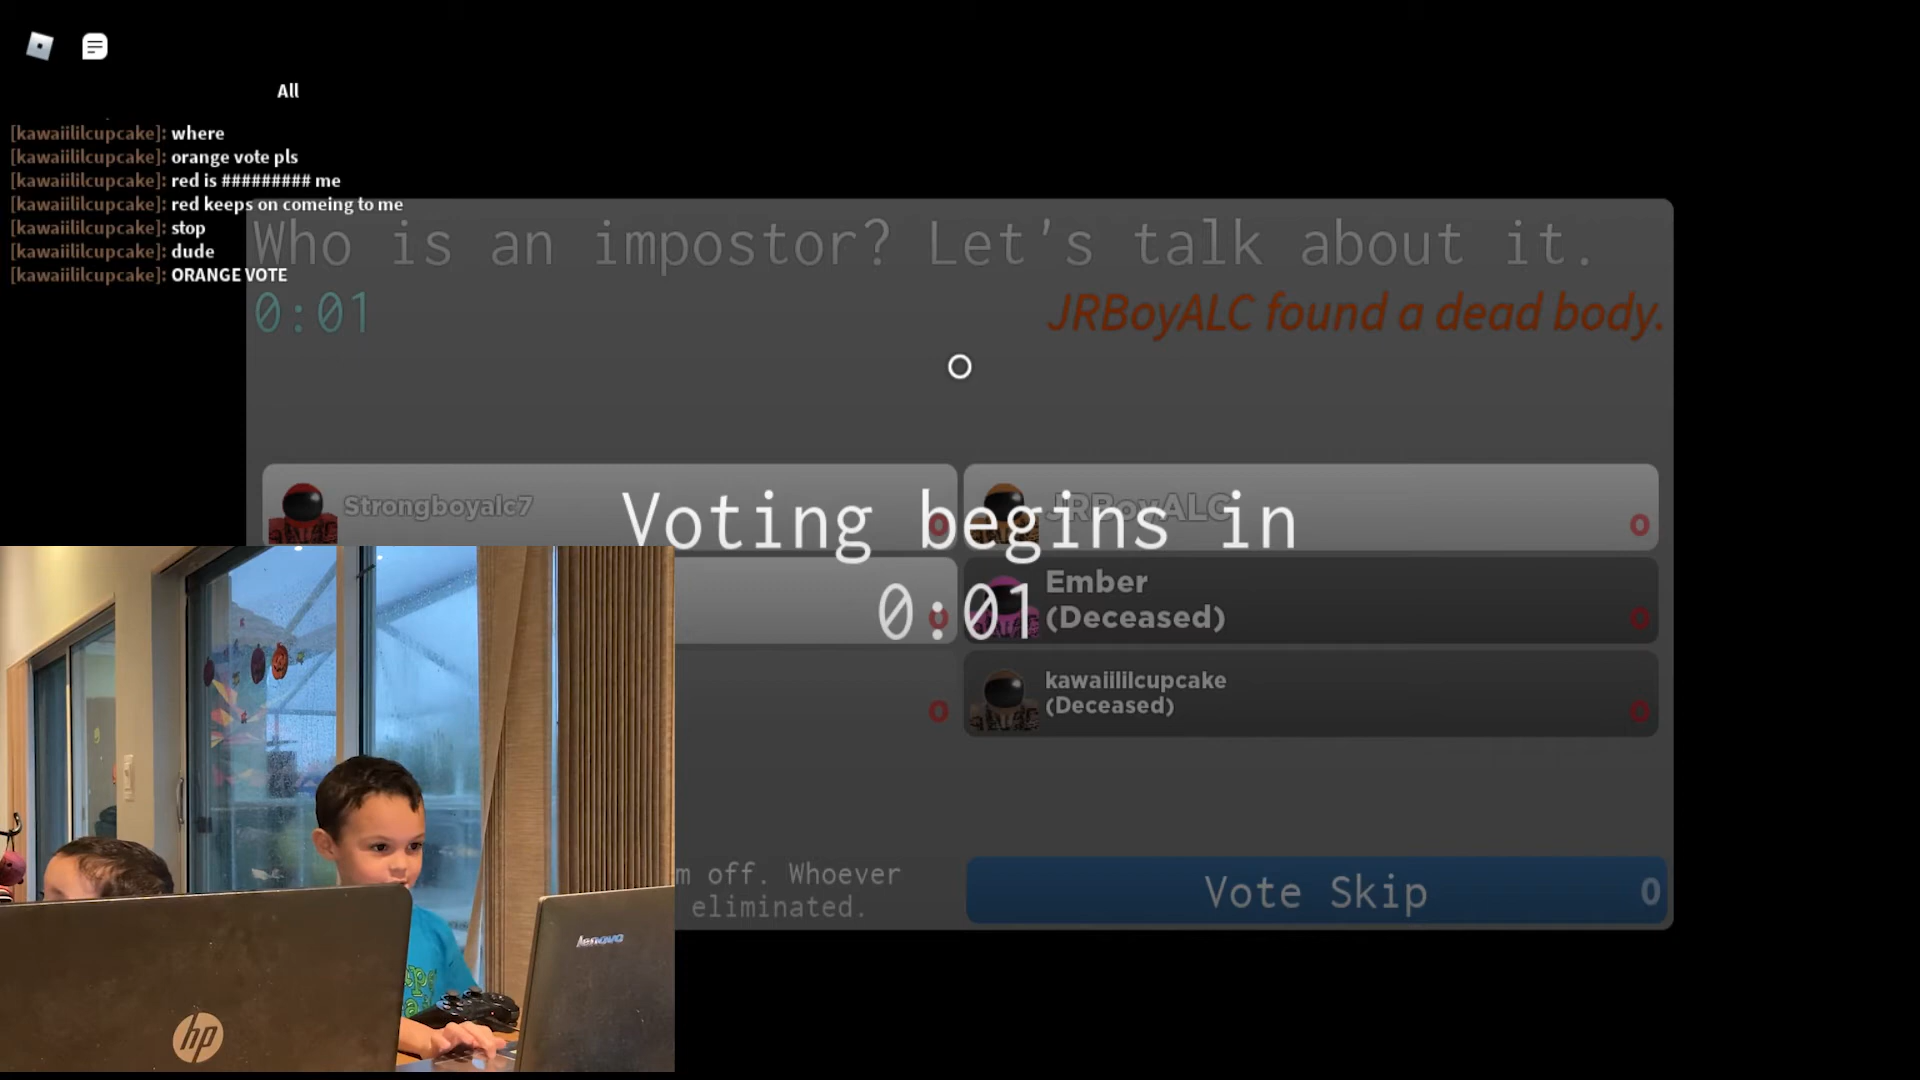 All
[kawaiililcupcake]: where
[kawaiililcupcake]: orange vote pls
[kawaiililcupcake]: red is ######### me
[kawaiililcupcake]: red keeps on comeing to me
[kawaiililcupcake]: stop
[kawaiililcupcake]: dude
[kawaiililcupcake]: ORANGE VOTE
Who is an impostor? Let's talk about it.
0:01
JRBoyALC found a dead body.
Strongboyalc7
0
JRBoyALC
0
Voting begins in
0:01
0
Ember
(Deceased)
0
0
kawaiililcupcake
(Deceased)
0
m off. Whoever
eliminated.
Vote Skip 0
lenovo
hp